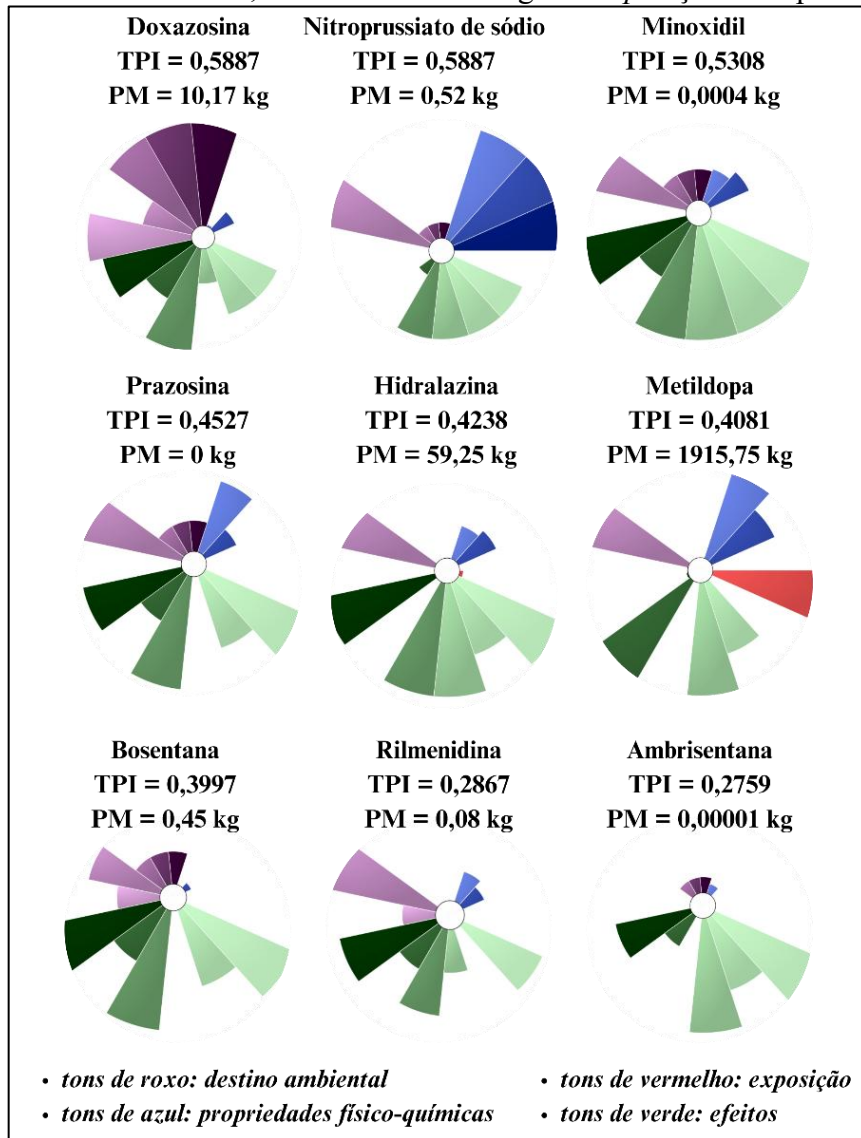 Doxazosina
TPI = 0,5887
PM = 10,17 kg
Nitroprussiato de sódio
TPI = 0,5887
PM = 0,52 kg
Minoxidil
TPI = 0,5308
PM = 0,0004 kg
Prazosina
TPI = 0,4527
PM = 0 kg
Hidralazina
TPI = 0,4238
PM = 59,25 kg
Metildopa
TPI = 0,4081
PM = 1915,75 kg
Bosentana
TPI = 0,3997
PM = 0,45 kg
Rilmenidina
TPI = 0,2867
PM = 0,08 kg
Ambrisentana
TPI = 0,2759
PM = 0,00001 kg
• tons de roxo: destino ambiental
• tons de azul: propriedades físico-químicas
• tons de vermelho: exposição
• tons de verde: efeitos